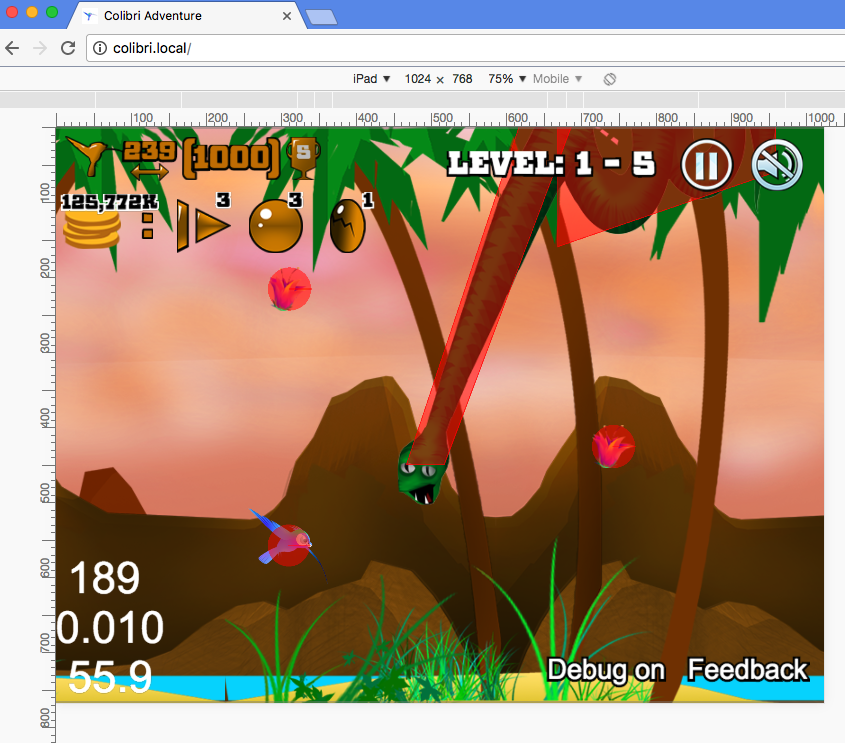 Colibri Adventure
colibri.local/
iPad 1024 × 768 75% Mobile
100 200 300 400 500 600 700 800 900 1000
100
200
300
400
500
600
700
800
239 (1000) S
LEVEL: 1 - 5
125,772X 3 3 1
189
0.010
55.9
Debug on Feedback